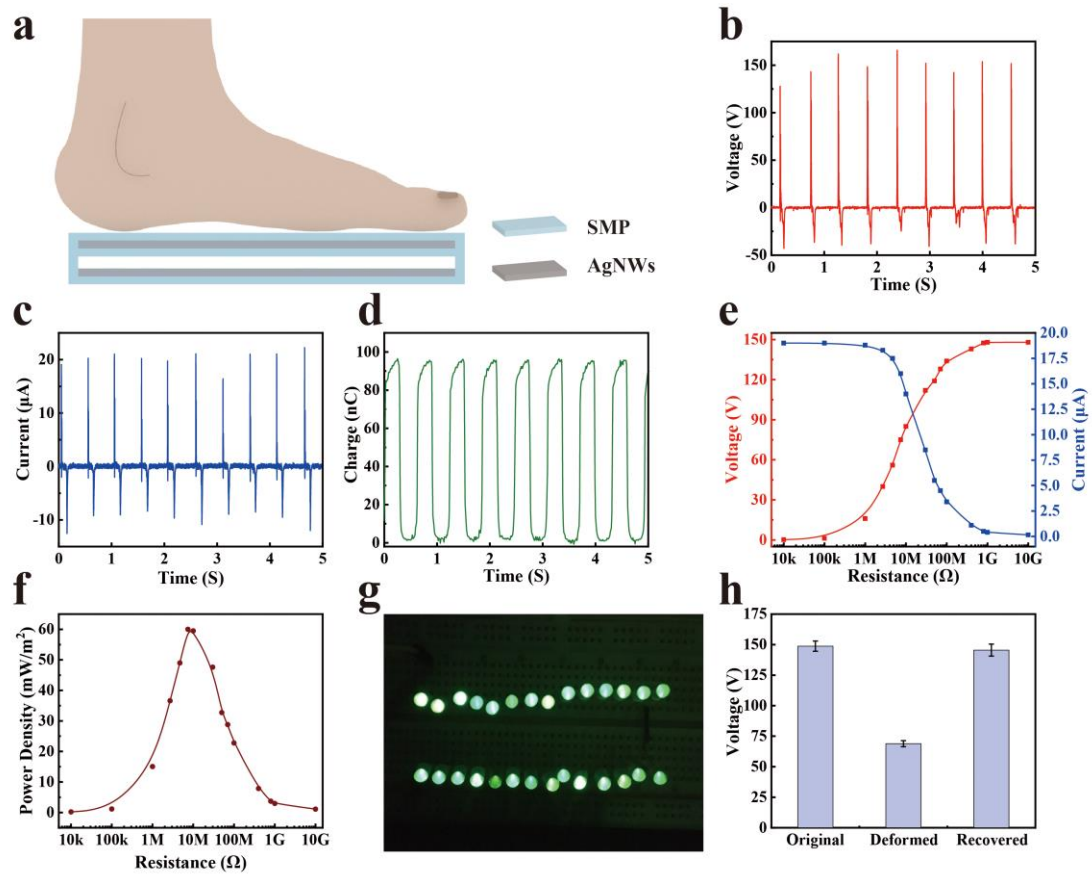 a
SMP
AgNWs
b
Voltage (V)
150
100
50
0
-50
0 1 2 3 4 5
Time (S)
c
Current (μA)
20
10
0
-10
0 1 2 3 4 5
Time (S)
d
Charge (nC)
100
80
60
40
20
0
0 1 2 3 4 5
Time (S)
e
Voltage (V)
150
120
90
60
30
0
Current (μA)
20.0
17.5
15.0
12.5
10.0
7.5
5.0
2.5
0.0
10k 100k 1M 10M 100M 1G 10G
Resistance (Ω)
f
Power Density (mW/m²)
60
50
40
30
20
10
0
10k 100k 1M 10M 100M 1G 10G
Resistance (Ω)
g
h
Voltage (V)
175
150
125
100
75
50
25
0
Original Deformed Recovered